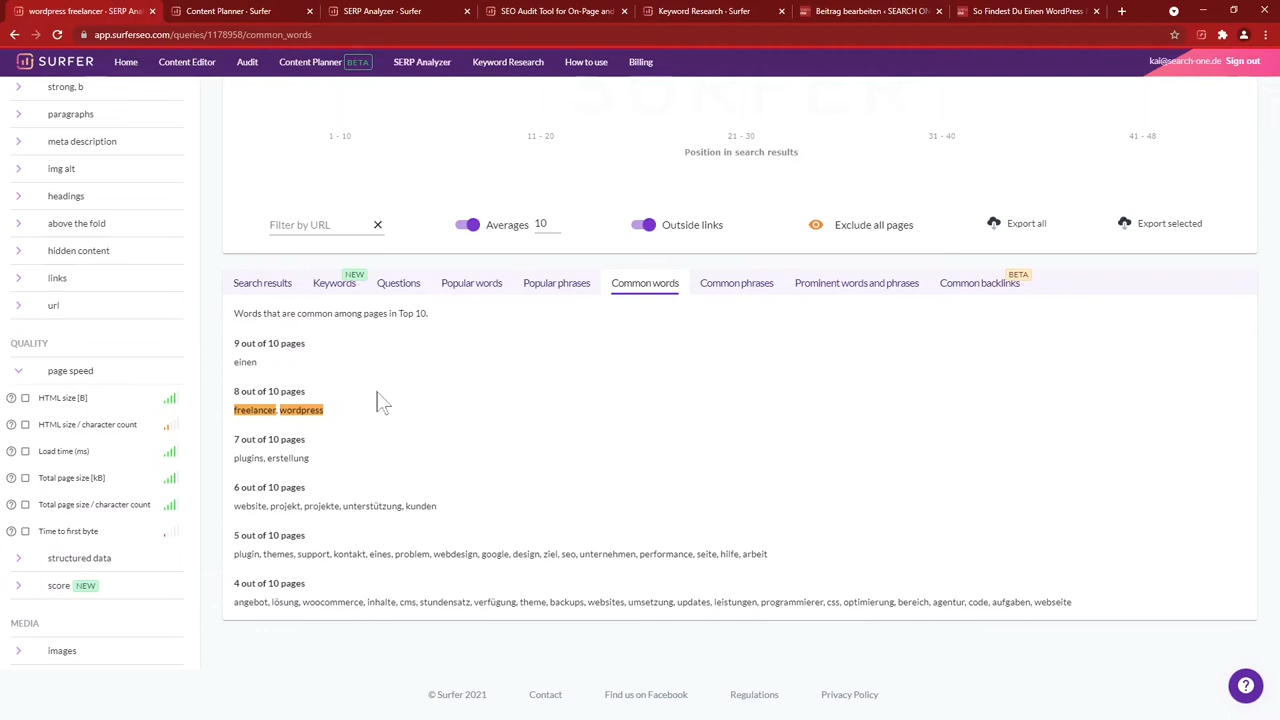 wordpress freelancer - SERP Anal
Content Planner - Surfer
SERP Analyzer - Surfer
SEO Audit Tool for On-Page and
Keyword Research - Surfer
Beitrag bearbeiten ‹ SEARCH ON
So Findest Du Einen WordPress F
app.surferseo.com/queries/1178958/common_words
SURFER
Home
Content Editor
Audit
Content Planner BETA
SERP Analyzer
Keyword Research
How to use
Billing
kai@search-one.de Sign out
strong, b
paragraphs
meta description
img alt
headings
above the fold
hidden content
links
url
QUALITY
page speed
HTML size [B]
HTML size / character count
Load time (ms)
Total page size [kB]
Total page size / character count
Time to first byte
structured data
score NEW
MEDIA
images
SURFER
1 - 10
11 - 20
21 - 30
31 - 40
41 - 48
Position in search results
Filter by URL
Averages 10
Outside links
Exclude all pages
Export all
Export selected
Search results
Keywords NEW
Questions
Popular words
Popular phrases
Common words
Common phrases
Prominent words and phrases
Common backlinks BETA
Words that are common among pages in Top 10.
9 out of 10 pages
einen
8 out of 10 pages
freelancer, wordpress
7 out of 10 pages
plugins, erstellung
6 out of 10 pages
website, projekt, projekte, unterstützung, kunden
5 out of 10 pages
plugin, themes, support, kontakt, eines, problem, webdesign, google, design, ziel, seo, unternehmen, performance, seite, hilfe, arbeit
4 out of 10 pages
angebot, lösung, woocommerce, inhalte, cms, stundensatz, verfügung, theme, backups, websites, umsetzung, updates, leistungen, programmierer, css, optimierung, bereich, agentur, code, aufgaben, webseite
© Surfer 2021
Contact
Find us on Facebook
Regulations
Privacy Policy